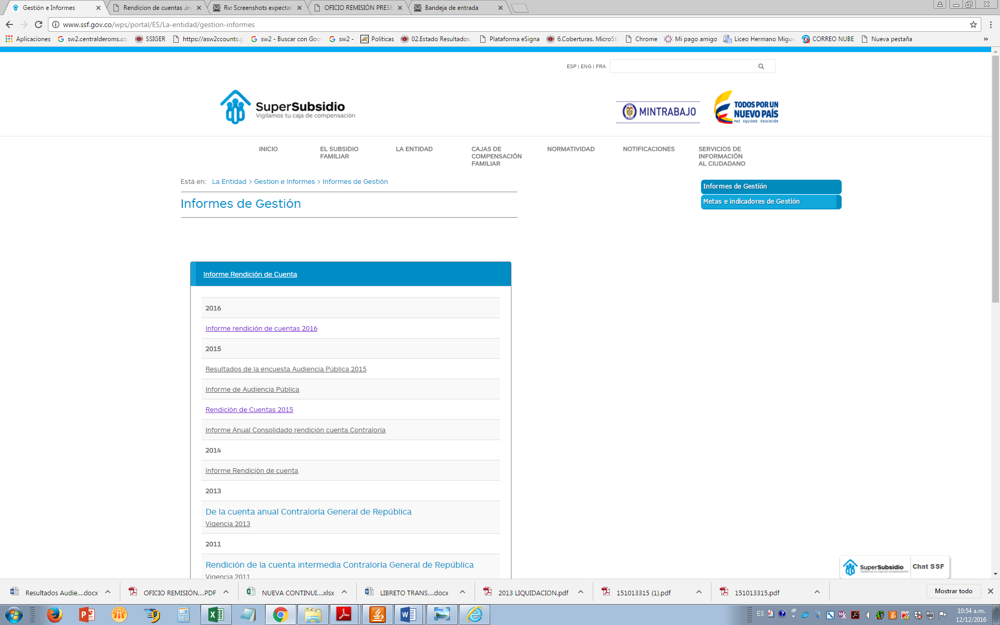 Gestión e Informes
Rendicion de cuentas .in
Rv: Screenshots expecta
OFICIO REMISIÓN PRESE
Bandeja de entrada
www.ssf.gov.co/wps/portal/ES/La-entidad/gestion-informes
Aplicaciones
sw2.centralderoms.co
SSIGER
https://asw2ccounts.g
sw2 - Buscar con Goo
sw2 -
Políticas
02.Estado Resultados.
Plataforma eSigna
6.Coberturas. MicroSt
Chrome
Mi pago amigo
Liceo Hermano Migue
CORREO NUBE
Nueva pestaña
»
ESP | ENG | FRA
SuperSubsidio
Vigilamos tu caja de compensación
MINTRABAJO
TODOS POR UN
NUEVO PAÍS
PAZ EQUIDAD EDUCACIÓN
INICIO
EL SUBSIDIO
FAMILIAR
LA ENTIDAD
CAJAS DE
COMPENSACIÓN
FAMILIAR
NORMATIVIDAD
NOTIFICACIONES
SERVICIOS DE
INFORMACIÓN
AL CIUDADANO
Está en: La Entidad > Gestion e Informes > Informes de Gestión
Informes de Gestión
Informes de Gestión
Metas e indicadores de Gestión
Informe Rendición de Cuenta
2016
Informe rendición de cuentas 2016
2015
Resultados de la encuesta Audiencia Pública 2015
Informe de Audiencia Pública
Rendición de Cuentas 2015
Informe Anual Consolidado rendición cuenta Contraloría
2014
Informe Rendición de cuenta
2013
De la cuenta anual Contraloría General de República
Vigencia 2013
2011
Rendición de la cuenta intermedia Contraloría General de República
Vigencia 2011
SuperSubsidio
Vigilamos tu caja de compensación
Chat SSF
Resultados Audie....docx
OFICIO REMISIÓN....PDF
NUEVA CONTINUI....xlsx
LIBRETO TRANS....docx
2013 LIQUIDACION.pdf
151013315 (1).pdf
151013315.pdf
Mostrar todo
ES
10:54 a.m.
12/12/2016